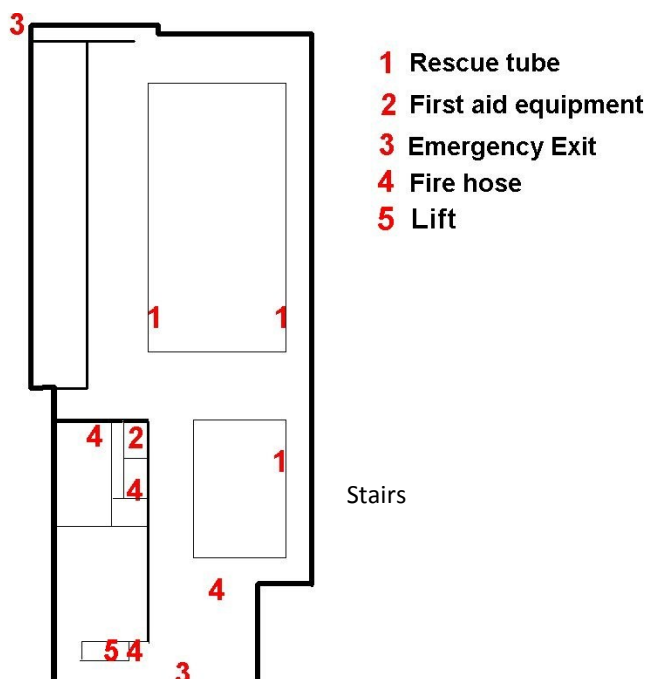 3
1 Rescue tube
2 First aid equipment
3 Emergency Exit
4 Fire hose
5 Lift
1 1
4 2
1
4
Stairs
4
5 4
3